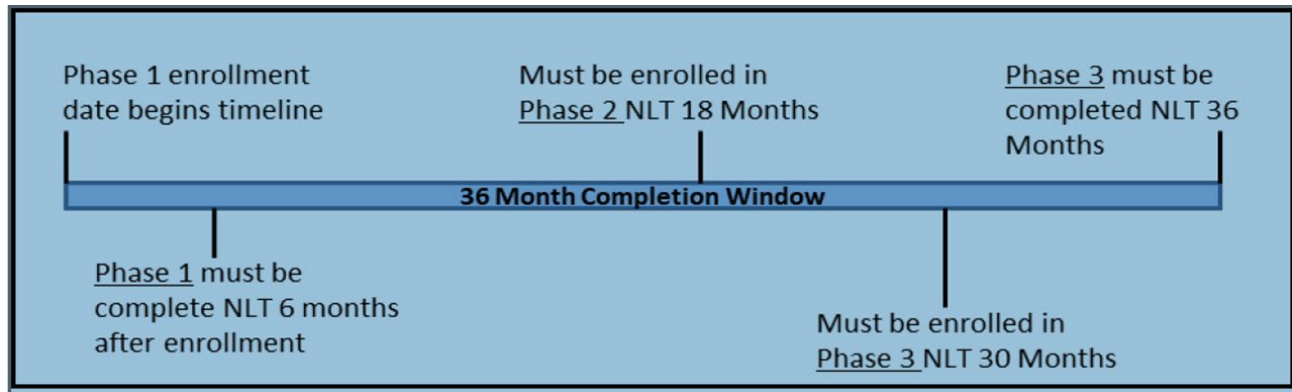 Phase 1 enrollment
date begins timeline
Must be enrolled in
Phase 2 NLT 18 Months
Phase 3 must be
completed NLT 36
Months
36 Month Completion Window
Phase 1 must be
complete NLT 6 months
after enrollment
Must be enrolled in
Phase 3 NLT 30 Months